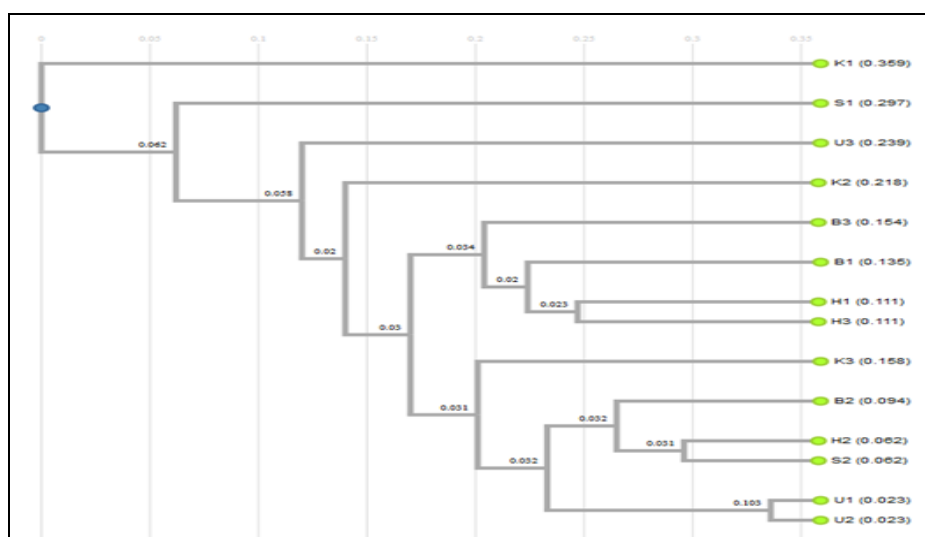 0 0.05 0.1 0.15 0.2 0.25 0.3 0.35
K1 (0.359)
S1 (0.297)
0.062
U3 (0.239)
K2 (0.218)
0.058
B3 (0.154)
0.034
0.02
B1 (0.135)
0.02
H1 (0.111)
0.023
H3 (0.111)
0.03
K3 (0.158)
B2 (0.094)
0.031
0.032
H2 (0.062)
0.031
S2 (0.062)
0.032
U1 (0.023)
0.103
U2 (0.023)